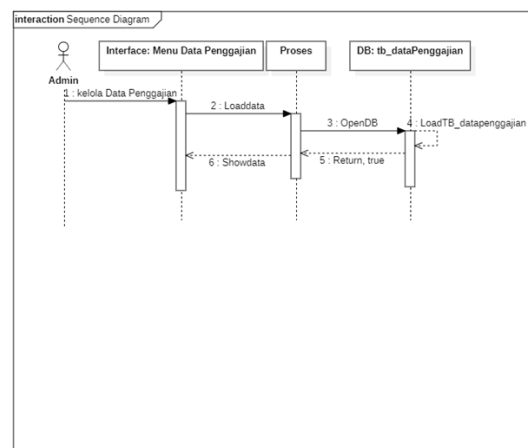 interaction Sequence Diagram
Interface: Menu Data Penggajian
Proses
DB: tb_dataPenggajian
Admin
1 : kelola Data Penggajian
2 : Loaddata
3 : OpenDB
4 : LoadTB_datapenggajian
5 : Return, true
6 : Showdata